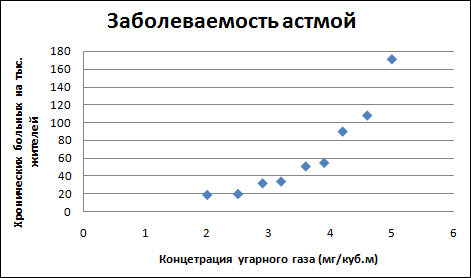 Заболеваемость астмой
Хронических больных на тыс.
жителей
180
160
140
120
100
80
60
40
20
0
0 1 2 3 4 5 6
Концетрация угарного газа (мг/куб.м)